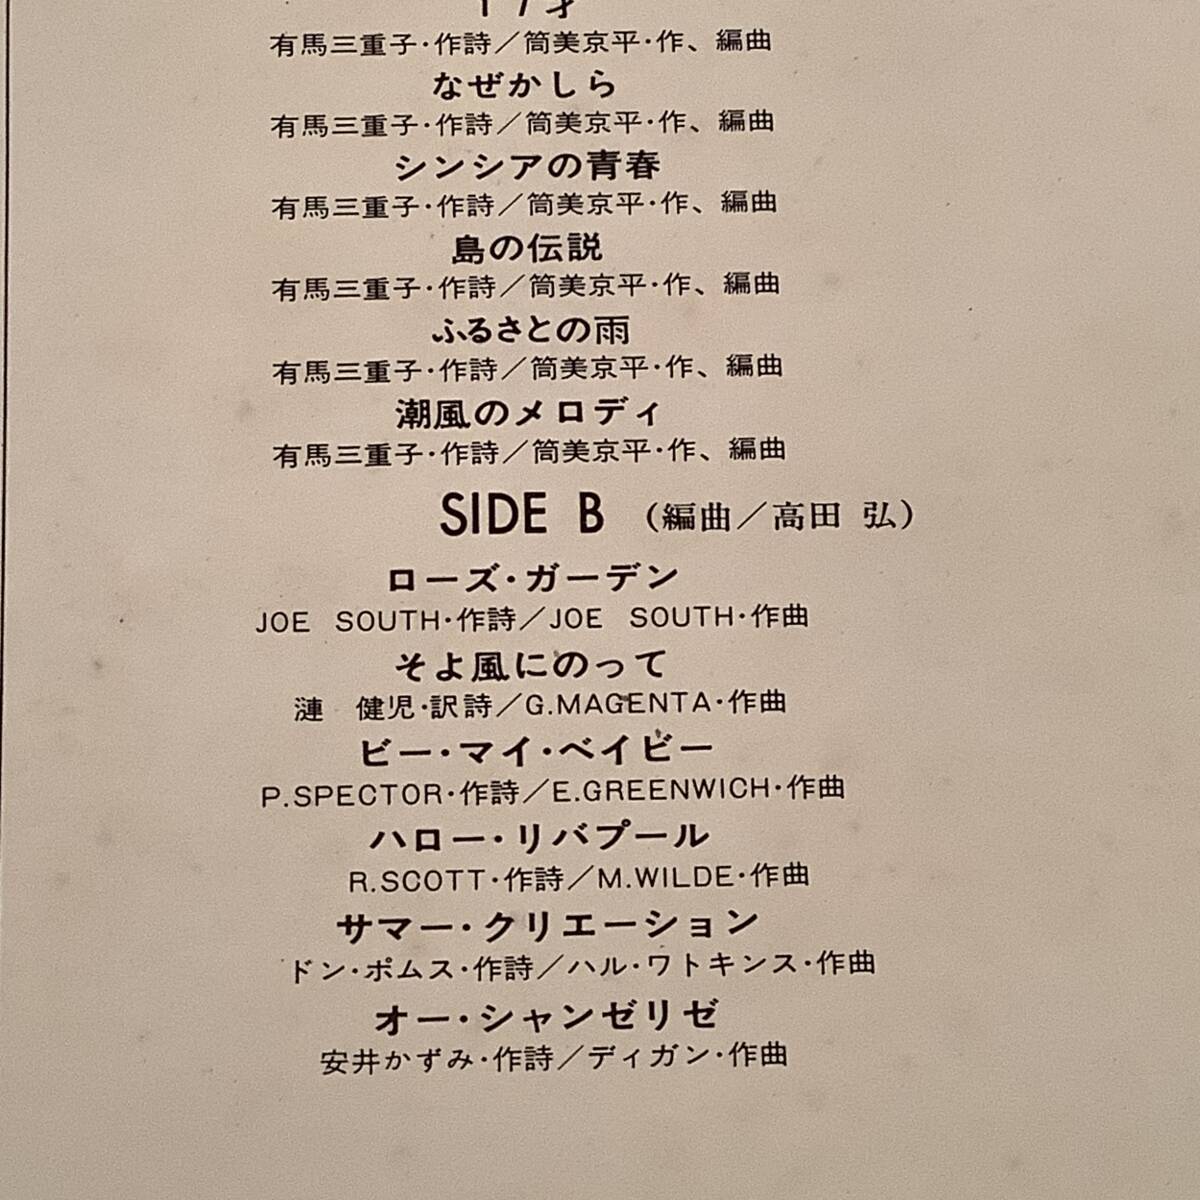 17才
有馬三重子・作詩／筒美京平・作、編曲
なぜかしら
有馬三重子・作詩／筒美京平・作、編曲
シンシアの青春
有馬三重子・作詩／筒美京平・作、編曲
島の伝説
有馬三重子・作詩／筒美京平・作、編曲
ふるさとの雨
有馬三重子・作詩／筒美京平・作、編曲
潮風のメロディ
有馬三重子・作詩／筒美京平・作、編曲
SIDE B （編曲／高田 弘）
ローズ・ガーデン
JOE SOUTH・作詩／JOE SOUTH・作曲
そよ風にのって
漣 健児・訳詩／G.MAGENTA・作曲
ビー・マイ・ベイビー
P.SPECTOR・作詩／E.GREENWICH・作曲
ハロー・リバプール
R.SCOTT・作詩／M.WILDE・作曲
サマー・クリエーション
ドン・ポムス・作詩／ハル・ワトキンス・作曲
オー・シャンゼリゼ
安井かずみ・作詩／ディガン・作曲